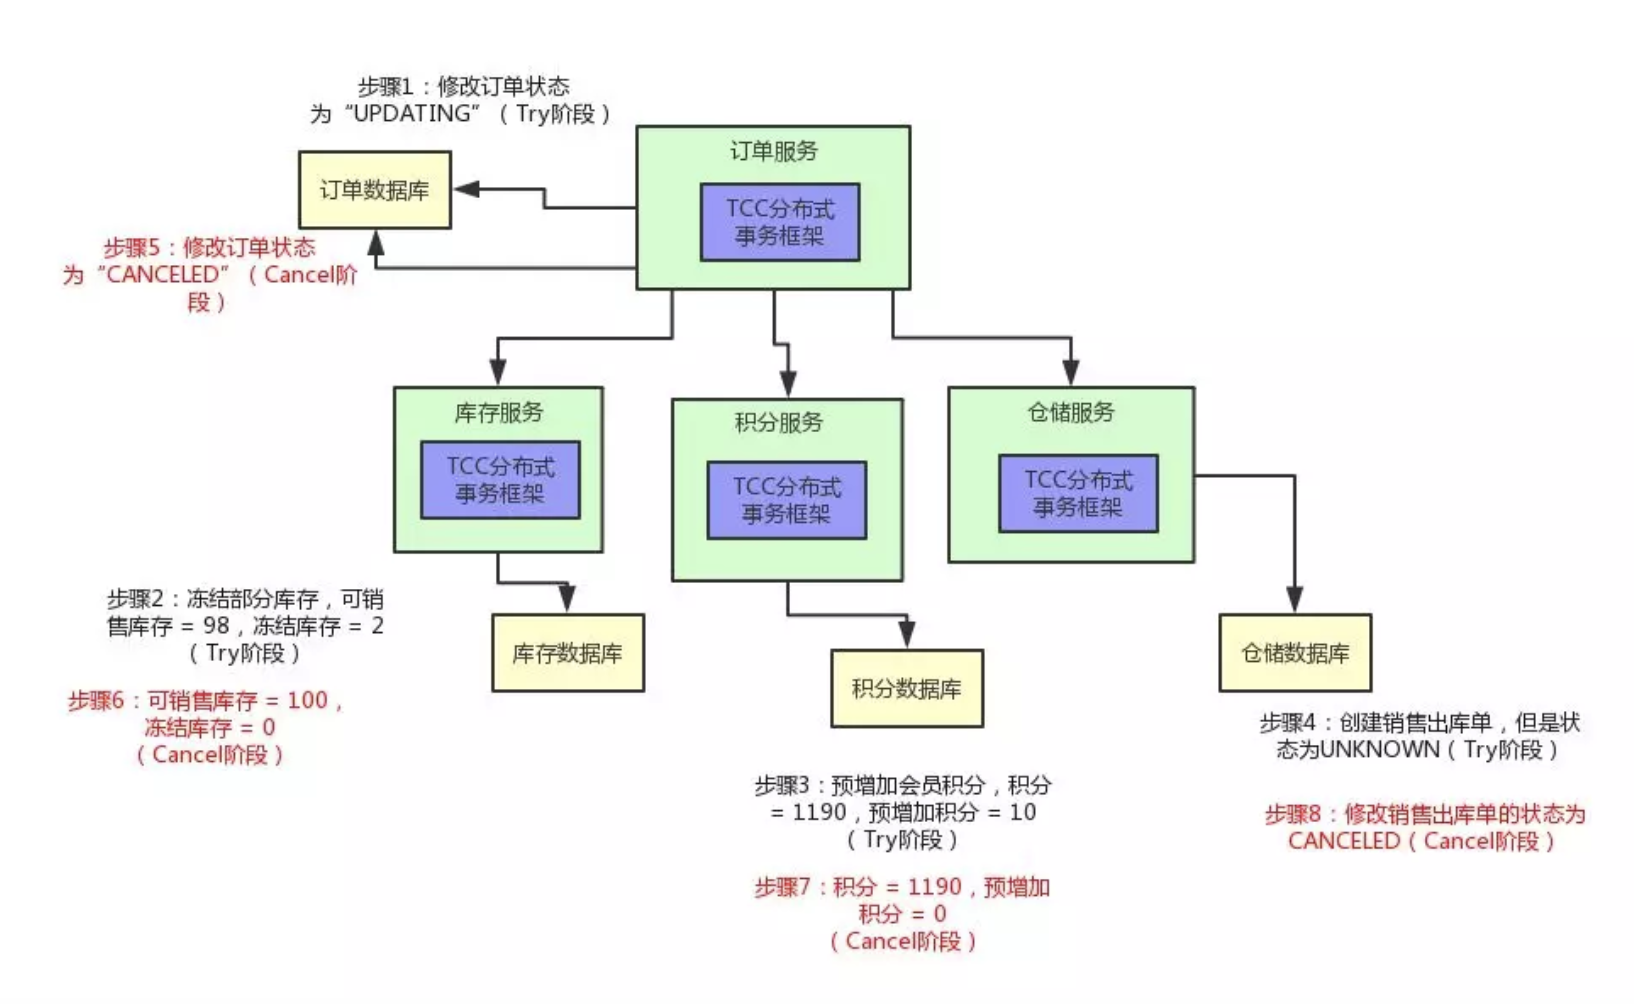 步骤1：修改订单状态
为“UPDATING”（Try阶段）
订单服务
TCC分布式
事务框架
订单数据库
步骤5：修改订单状态
为“CANCELED”（Cancel阶
段）
库存服务
TCC分布式
事务框架
积分服务
TCC分布式
事务框架
仓储服务
TCC分布式
事务框架
步骤2：冻结部分库存，可销
售库存 = 98，冻结库存 = 2
（Try阶段）
库存数据库
步骤6：可销售库存 = 100，
冻结库存 = 0
（Cancel阶段）
积分数据库
仓储数据库
步骤4：创建销售出库单，但是状
态为UNKNOWN（Try阶段）
步骤3：预增加会员积分，积分
= 1190，预增加积分 = 10
（Try阶段）
步骤8：修改销售出库单的状态为
CANCELED（Cancel阶段）
步骤7：积分 = 1190，预增加
积分 = 0
（Cancel阶段）